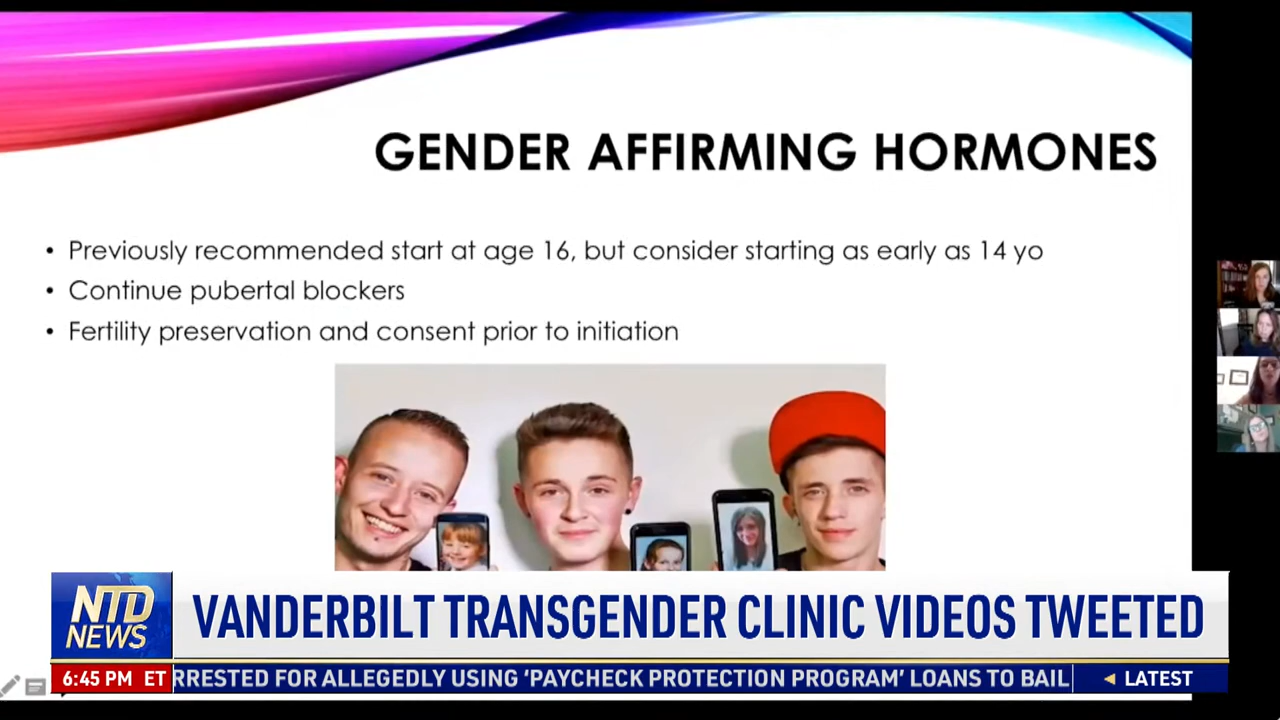 GENDER AFFIRMING HORMONES
• Previously recommended start at age 16, but consider starting as early as 14 yo
• Continue pubertal blockers
• Fertility preservation and consent prior to initiation
NTD
NEWS
VANDERBILT TRANSGENDER CLINIC VIDEOS TWEETED
6:45 PM ET RRESTED FOR ALLEGEDLY USING ‘PAYCHECK PROTECTION PROGRAM’ LOANS TO BAIL ◄ LATEST